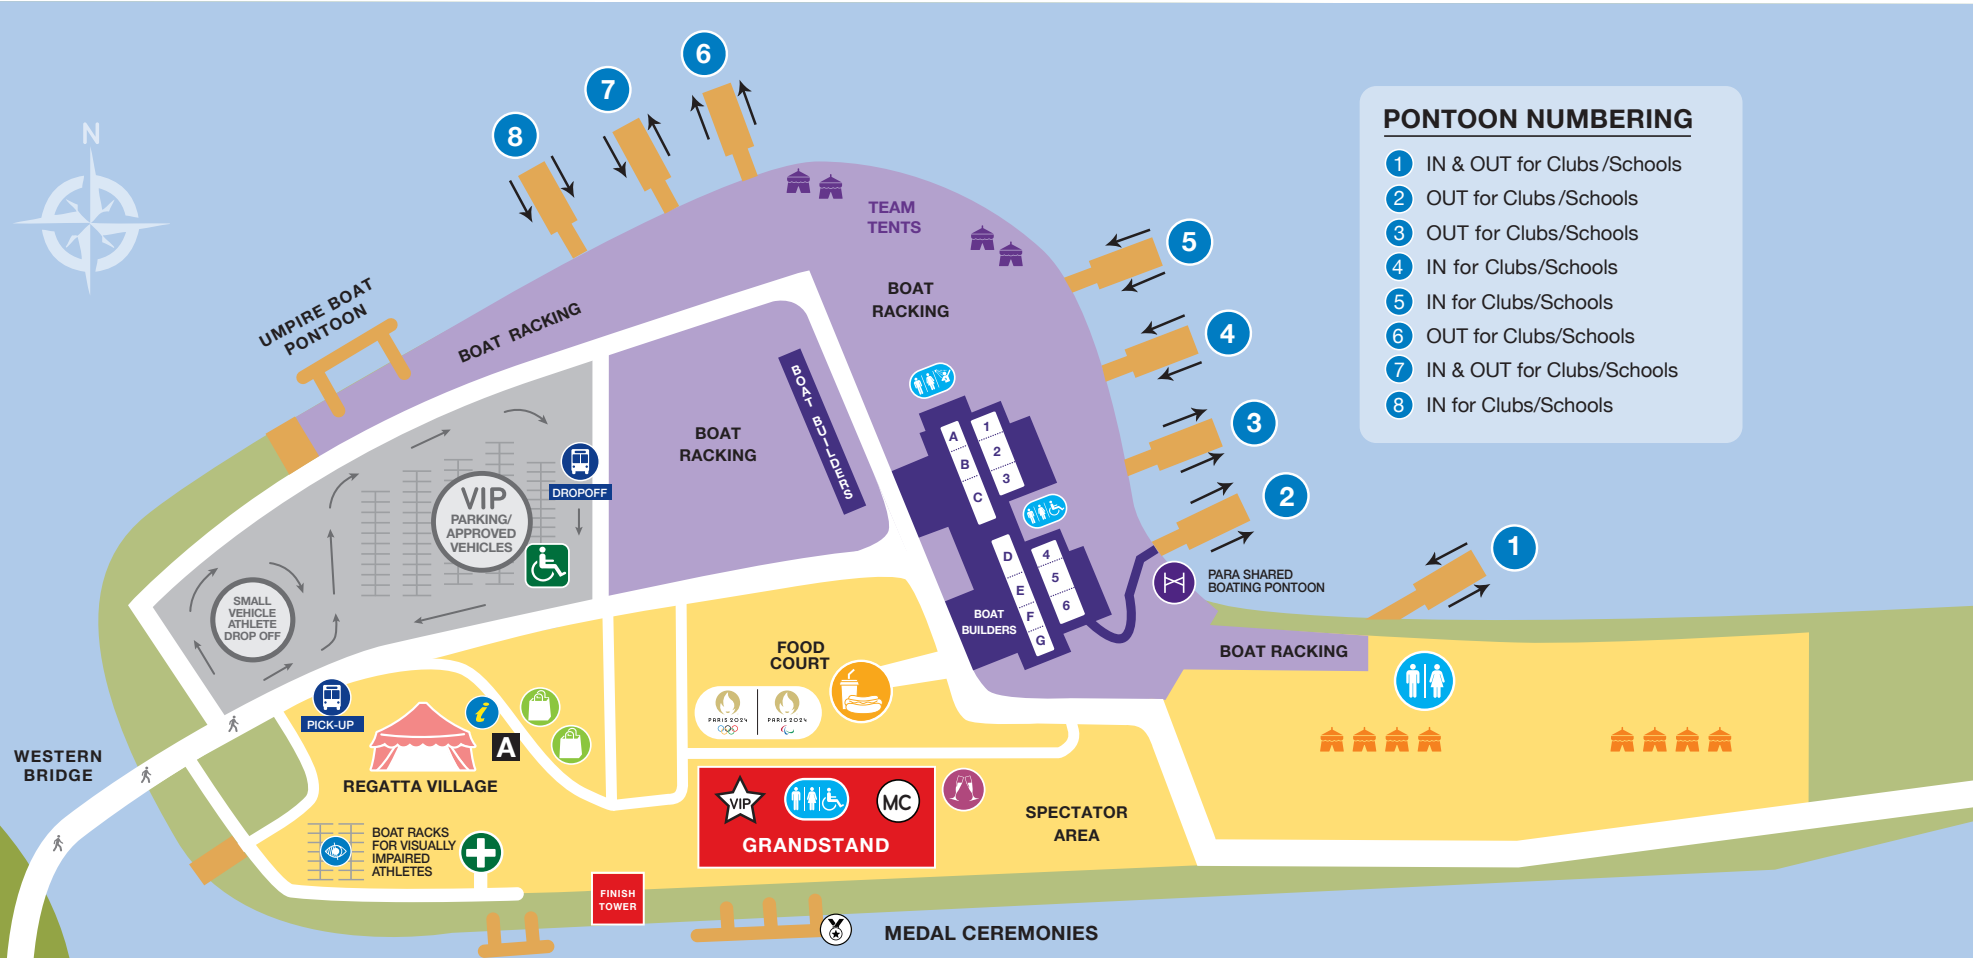 N
6
7
8
5
4
3
2
1
PONTOON NUMBERING
1 IN & OUT for Clubs/Schools
2 OUT for Clubs/Schools
3 OUT for Clubs/Schools
4 IN for Clubs/Schools
5 IN for Clubs/Schools
6 OUT for Clubs/Schools
7 IN & OUT for Clubs/Schools
8 IN for Clubs/Schools
TEAM
TENTS
BOAT
RACKING
UMPIRE BOAT
PONTOON
BOAT RACKING
BOAT
RACKING
BOAT BUILDERS
A
B
C
1
2
3
D
E
F
G
4
5
6
BOAT
BUILDERS
PARA SHARED
BOATING PONTOON
BOAT RACKING
DROPOFF
VIP
PARKING/
APPROVED
VEHICLES
SMALL
VEHICLE
ATHLETE
DROP OFF
PICK-UP
WESTERN
BRIDGE
i
A
REGATTA VILLAGE
FOOD
COURT
PARIS 2024
PARIS 2024
VIP
MC
GRANDSTAND
SPECTATOR
AREA
BOAT RACKS
FOR VISUALLY
IMPAIRED
ATHLETES
FINISH
TOWER
MEDAL CEREMONIES